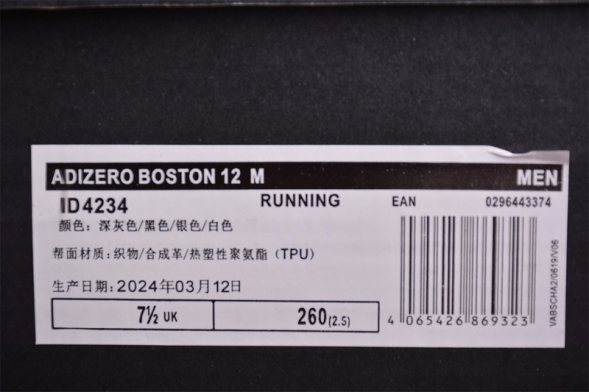 ADIZERO BOSTON 12 M MEN
ID4234 RUNNING EAN 0296443374
颜色：深灰色/黑色/银色/白色
帮面材质：织物/合成革/热塑性聚氨酯（TPU）
生产日期：2024年03月12日
7½ UK 260(2.5)
4 065426 869323
VABSCHA2/0619/V06